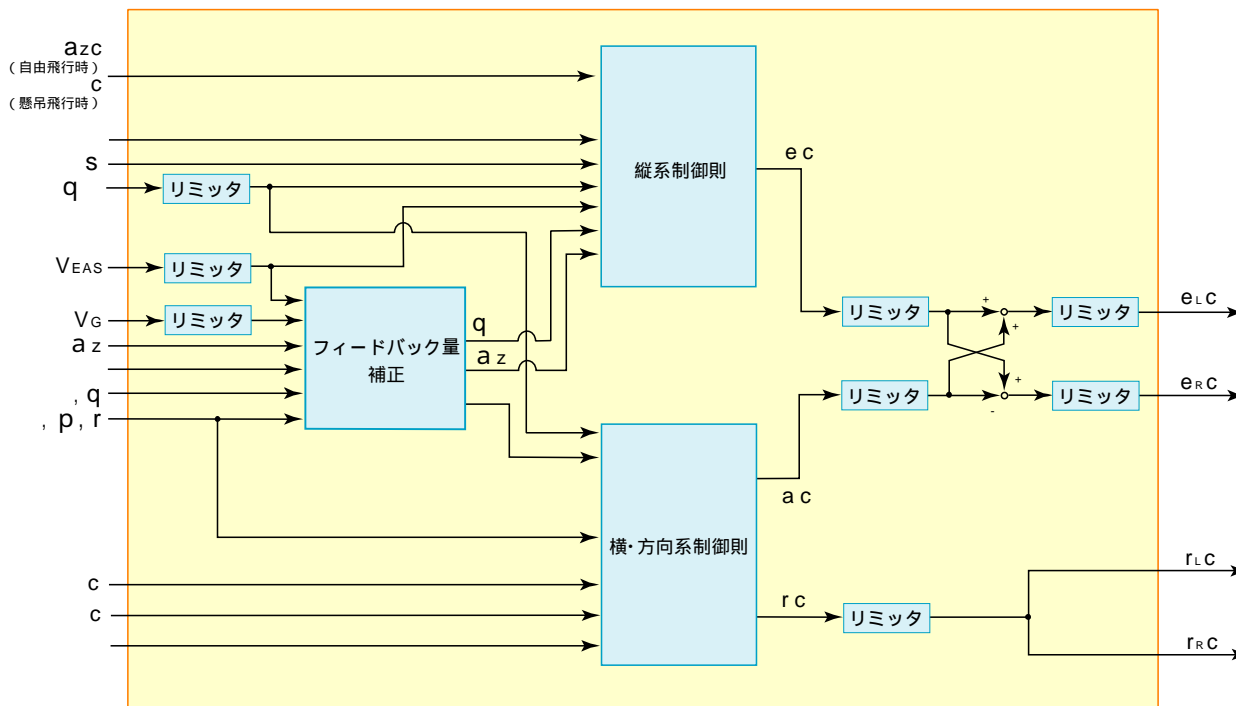 azc
(自由飛行時)
c
(懸吊飛行時)
s
q
リミッタ
VEAS
リミッタ
VG
リミッタ
az
, q
, p, r
フィードバック量
補正
q
az
縦系制御則
ec
横・方向系制御則
ac
rc
c
c
リミッタ
リミッタ
リミッタ
+
+
+
-
リミッタ
リミッタ
eLc
eRc
rLc
rRc